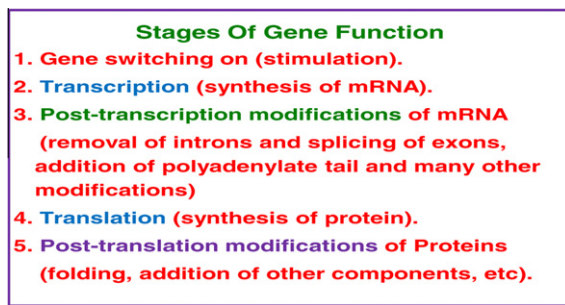 Stages Of Gene Function
1. Gene switching on (stimulation).
2. Transcription (synthesis of mRNA).
3. Post-transcription modifications of mRNA
(removal of introns and splicing of exons,
addition of polyadenylate tail and many other
modifications)
4. Translation (synthesis of protein).
5. Post-translation modifications of Proteins
(folding, addition of other components, etc).